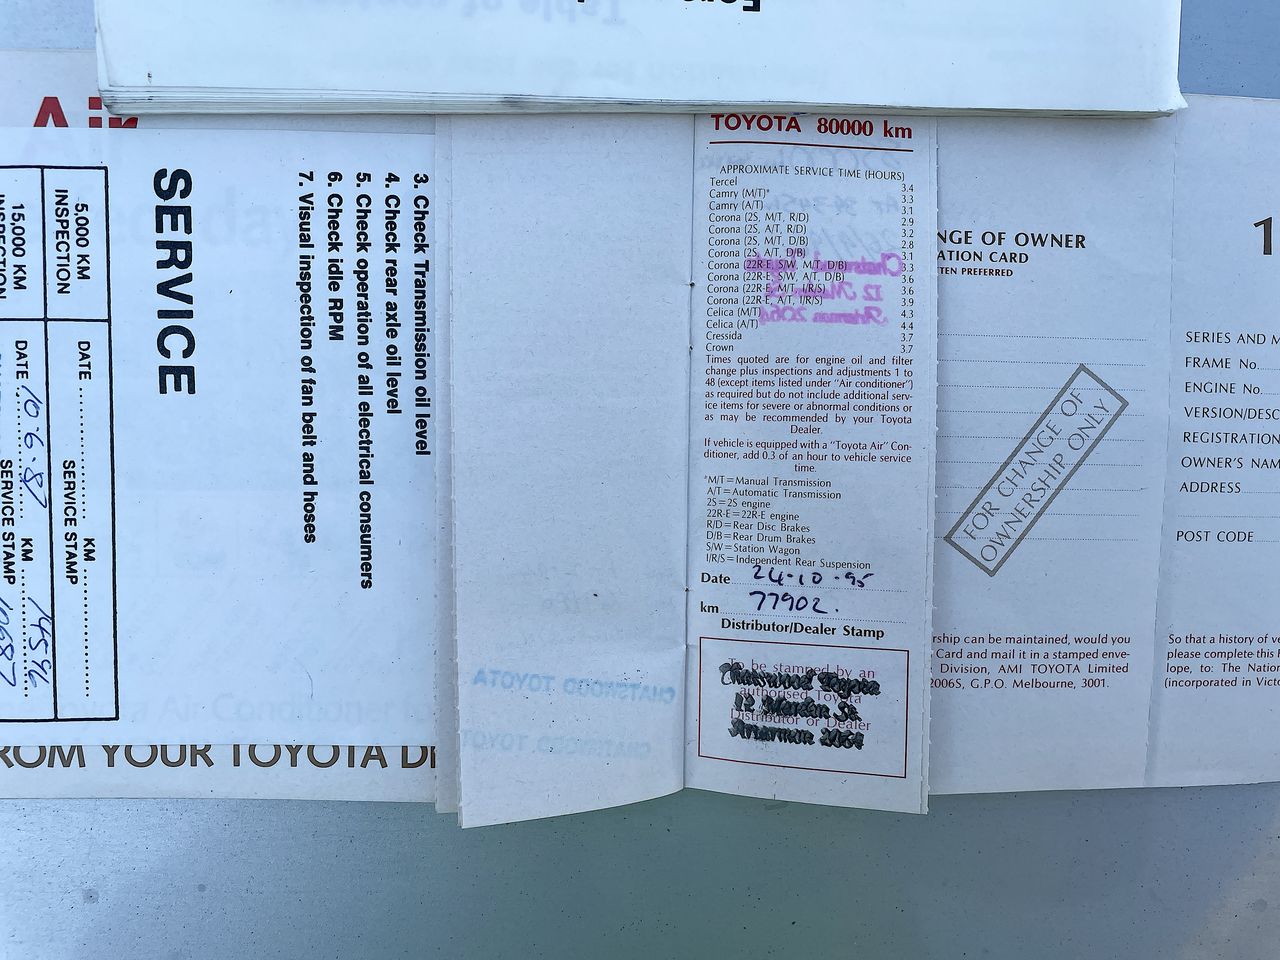 Air
SERVICE
3. Check Transmission oil level
4. Check rear axle oil level
5. Check operation of all electrical consumers
6. Check idle RPM
7. Visual inspection of fan belt and hoses
5,000 KM
INSPECTION
DATE
KM
SERVICE STAMP
15,000 KM
INSPECTION
DATE 10.6.87
KM 14596
SERVICE STAMP
ROM YOUR TOYOTA D
TOYOTA 80000 km
APPROXIMATE SERVICE TIME (HOURS)
Tercel 3.4
Camry (M/T)* 3.3
Camry (A/T) 3.1
Corona (2S, M/T, R/D) 2.9
Corona (2S, A/T, R/D) 3.2
Corona (2S, M/T, D/B) 2.8
Corona (2S, A/T, D/B) 3.1
Corona (22R-E, S/W, M/T, D/B) 3.3
Corona (22R-E, S/W, A/T, D/B) 3.6
Corona (22R-E, M/T, I/R/S) 3.6
Corona (22R-E, A/T, I/R/S) 3.9
Celica (M/T) 4.3
Celica (A/T) 4.4
Cressida 3.7
Crown 3.7
Times quoted are for engine oil and filter
change plus inspections and adjustments 1 to
48 (except items listed under "Air conditioner")
as required but do not include additional serv-
ice items for severe or abnormal conditions or
as may be recommended by your Toyota
Dealer.
If vehicle is equipped with a "Toyota Air" Con-
ditioner, add 0.3 of an hour to vehicle service
time.
*M/T=Manual Transmission
A/T=Automatic Transmission
2S=2S engine
22R-E=22R-E engine
R/D=Rear Disc Brakes
D/B=Rear Drum Brakes
S/W=Station Wagon
I/R/S=Independent Rear Suspension
Date 24-10-95
km 77902.
Distributor/Dealer Stamp
To be stamped by an
authorised Toyota
Distributor or Dealer
Chatswood Toyota
12 Marden St.
Artarmon 2064
CHATSWOOD TOYOTA
CHATSWOOD TOYOT
NGE OF OWNER
ATION CARD
TEN PREFERRED
FOR CHANGE OF
OWNERSHIP ONLY
rship can be maintained, would you
Card and mail it in a stamped enve-
Division, AMI TOYOTA Limited
2006S, G.P.O. Melbourne, 3001.
1
SERIES AND M
FRAME No.
ENGINE No.
VERSION/DESC
REGISTRATION
OWNER'S NAM
ADDRESS
POST CODE
So that a history of ve
please complete this
lope, to: The Nation
(incorporated in Victo